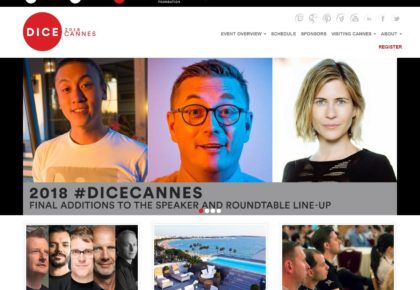 FOUNDATION
DICE 2018
CANNES
EVENT OVERVIEW SCHEDULE SPONSORS VISITING CANNES ABOUT
REGISTER
2018 #DICECANNES
FINAL ADDITIONS TO THE SPEAKER AND ROUNDTABLE LINE-UP